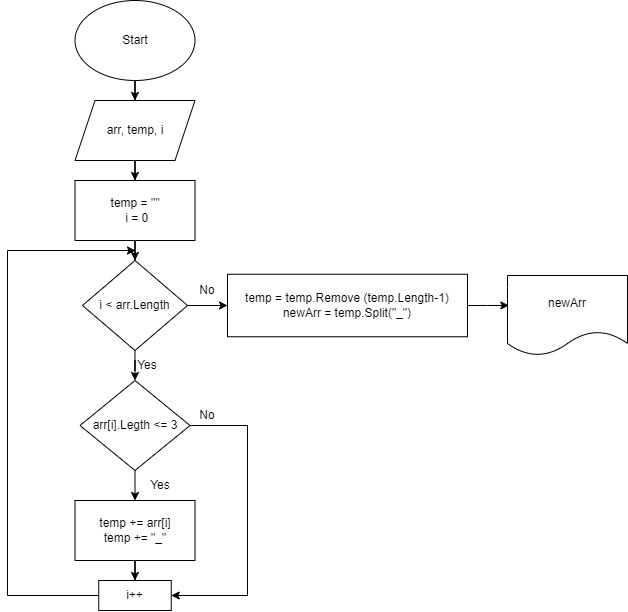 Start
arr, temp, i
temp = ""
i = 0
i < arr.Length
No
temp = temp.Remove (temp.Length-1)
newArr = temp.Split("_")
newArr
Yes
arr[i].Legth <= 3
No
Yes
temp += arr[i]
temp += "_"
i++